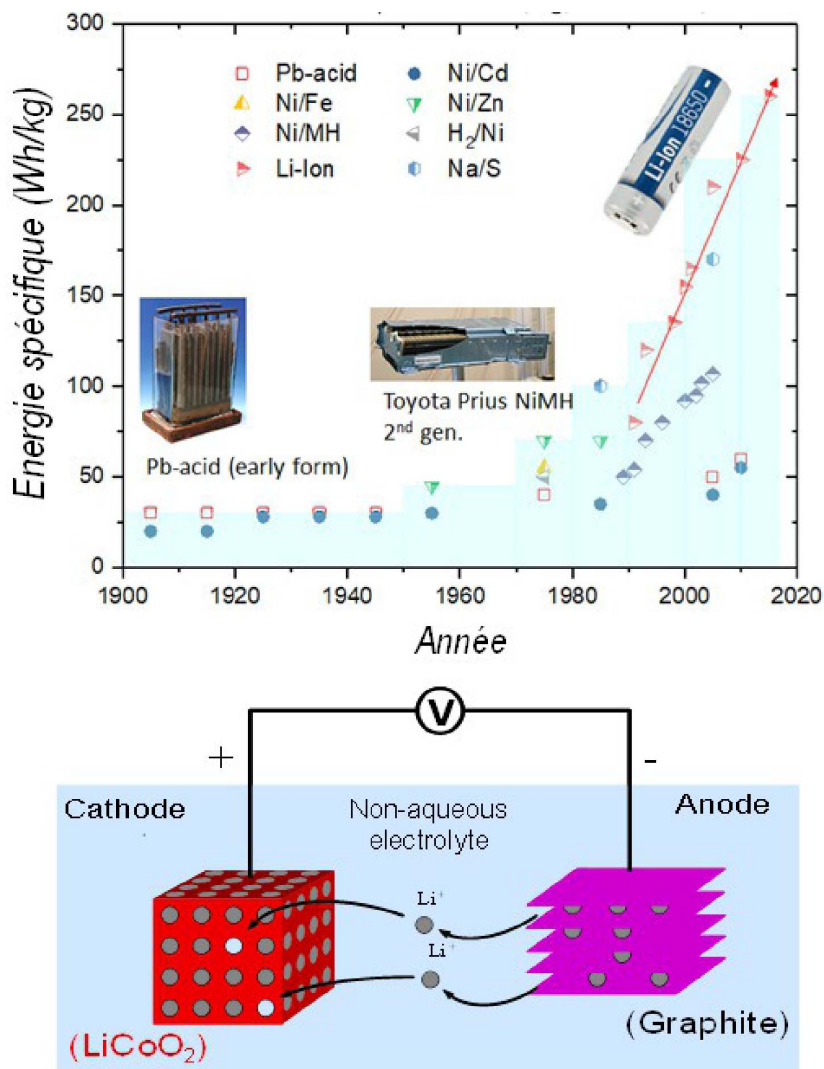 300
250
200
150
100
50
0
Energie spécifique (Wh/kg)
Pb-acid
Ni/Fe
Ni/MH
Li-Ion
Ni/Cd
Ni/Zn
H₂/Ni
Na/S
Li-Ion 18650
Toyota Prius NiMH
2nd gen.
Pb-acid (early form)
1900 1920 1940 1960 1980 2000 2020
Année
V
+ -
Cathode
Non-aqueous
electrolyte
Anode
Li⁺
Li⁺
(LiCoO₂)
(Graphite)